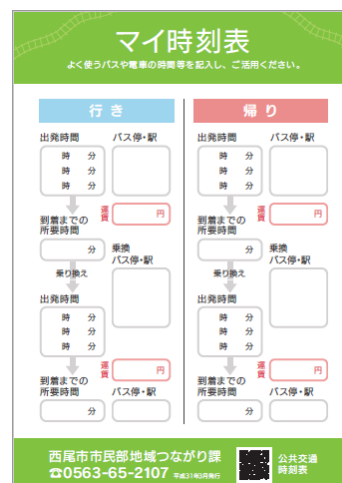 マイ時刻表
よく使うバスや電車の時間等を記入し、ご活用ください。
行き
出発時間 バス停・駅
時 分
時 分
時 分
運賃 円
到着までの
所要時間
分
乗換
バス停・駅
乗り換え
出発時間
時 分
時 分
時 分
運賃 円
到着までの
所要時間 バス停・駅
分
帰り
出発時間 バス停・駅
時 分
時 分
時 分
運賃 円
到着までの
所要時間
分
乗換
バス停・駅
乗り換え
出発時間
時 分
時 分
時 分
運賃 円
到着までの
所要時間 バス停・駅
分
西尾市市民部地域つながり課
☎0563-65-2107 平成31年3月発行
公共交通
時刻表